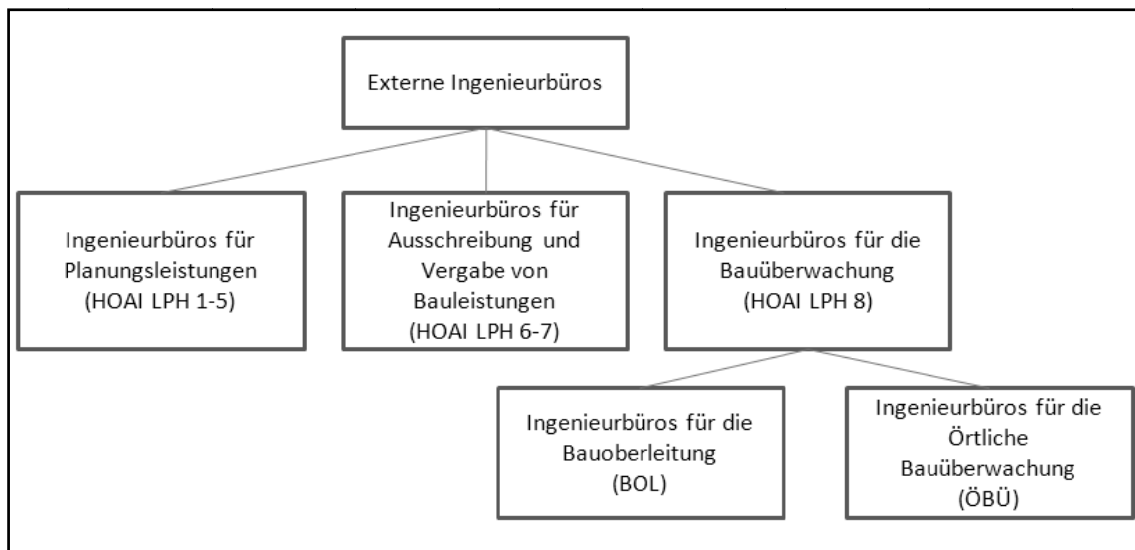 Externe Ingenieurbüros
Ingenieurbüros für
Planungsleistungen
(HOAI LPH 1-5)
Ingenieurbüros für
Ausschreibung und
Vergabe von
Bauleistungen
(HOAI LPH 6-7)
Ingenieurbüros für die
Bauüberwachung
(HOAI LPH 8)
Ingenieurbüros für die
Bauoberleitung
(BOL)
Ingenieurbüros für die
Örtliche
Bauüberwachung
(ÖBÜ)